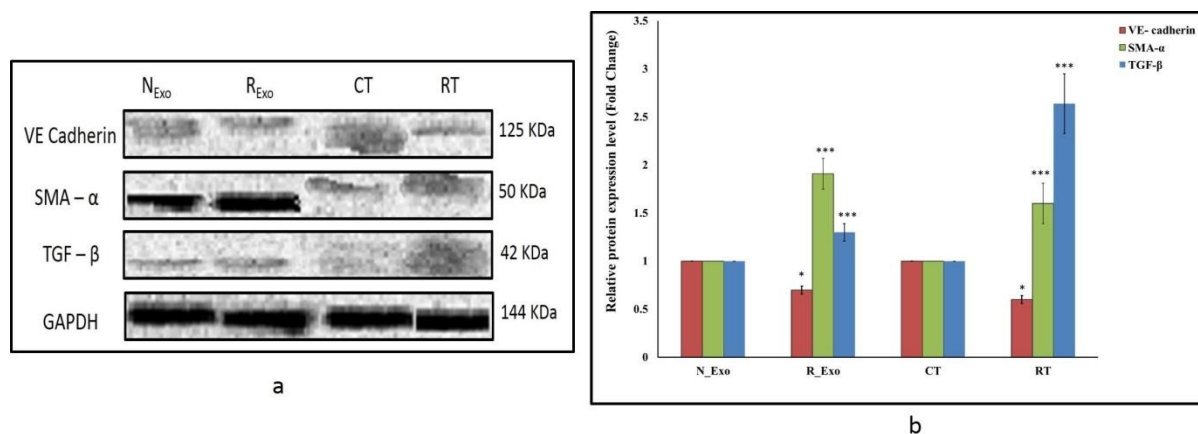 N_Exo R_Exo CT RT
VE Cadherin 125 KDa
SMA – α 50 KDa
TGF – β 42 KDa
GAPDH 144 KDa
a
Relative protein expression level (Fold Change)
3.5
3
2.5
2
1.5
1
0.5
0
VE- cadherin
SMA-α
TGF-β
*
***
***
*
***
***
N_Exo R_Exo CT RT
b